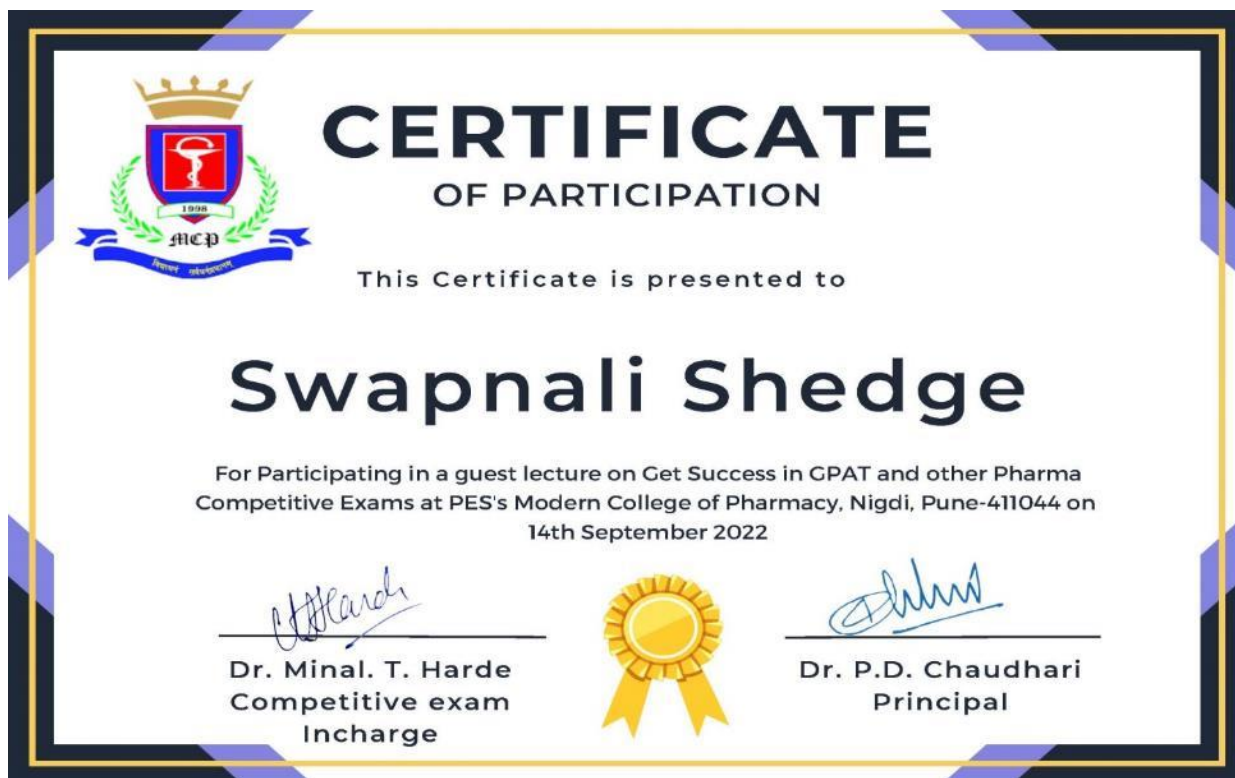 CERTIFICATE
OF PARTICIPATION
1998
MCP
This Certificate is presented to
Swapnali Shedge
For Participating in a guest lecture on Get Success in GPAT and other Pharma
Competitive Exams at PES's Modern College of Pharmacy, Nigdi, Pune-411044 on
14th September 2022
Dr. Minal. T. Harde
Competitive exam
Incharge
Dr. P.D. Chaudhari
Principal